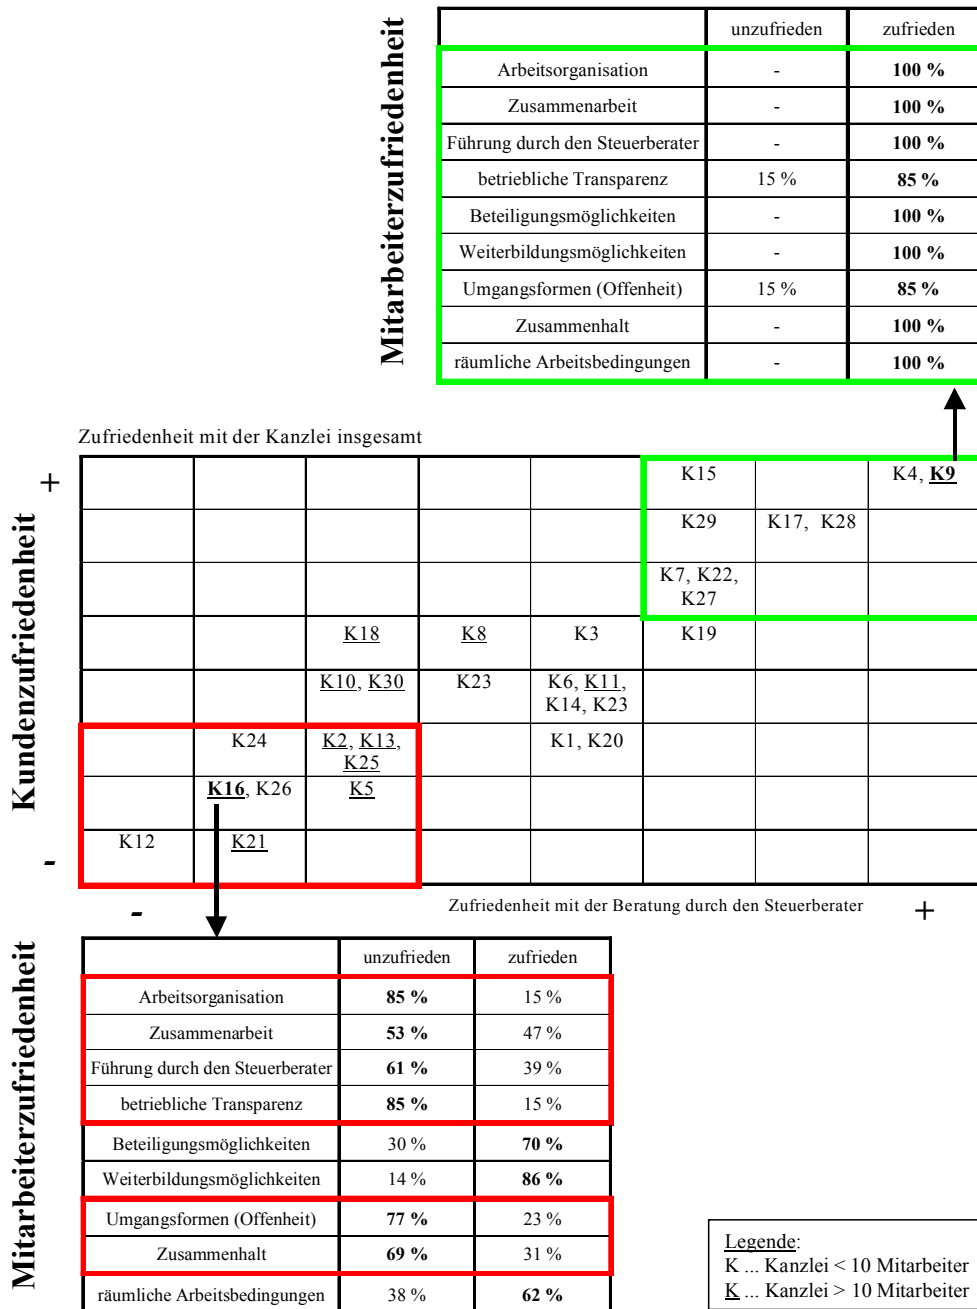 Mitarbeiterzufriedenheit
unzufrieden zufrieden
Arbeitsorganisation - 100 %
Zusammenarbeit - 100 %
Führung durch den Steuerberater - 100 %
betriebliche Transparenz 15 % 85 %
Beteiligungsmöglichkeiten - 100 %
Weiterbildungsmöglichkeiten - 100 %
Umgangsformen (Offenheit) 15 % 85 %
Zusammenhalt - 100 %
räumliche Arbeitsbedingungen - 100 %
Zufriedenheit mit der Kanzlei insgesamt
Kundenzufriedenheit
+
K15 K4, K9
K29 K17, K28
K7, K22,
K27
K18 K8 K3 K19
K10, K30 K23 K6, K11,
K14, K23
K24 K2, K13, K1, K20
K25
K16, K26 K5
K12 K21
-
- Zufriedenheit mit der Beratung durch den Steuerberater +
Mitarbeiterzufriedenheit
unzufrieden zufrieden
Arbeitsorganisation 85 % 15 %
Zusammenarbeit 53 % 47 %
Führung durch den Steuerberater 61 % 39 %
betriebliche Transparenz 85 % 15 %
Beteiligungsmöglichkeiten 30 % 70 %
Weiterbildungsmöglichkeiten 14 % 86 %
Umgangsformen (Offenheit) 77 % 23 %
Zusammenhalt 69 % 31 %
räumliche Arbeitsbedingungen 38 % 62 %
Legende:
K ... Kanzlei < 10 Mitarbeiter
K ... Kanzlei > 10 Mitarbeiter